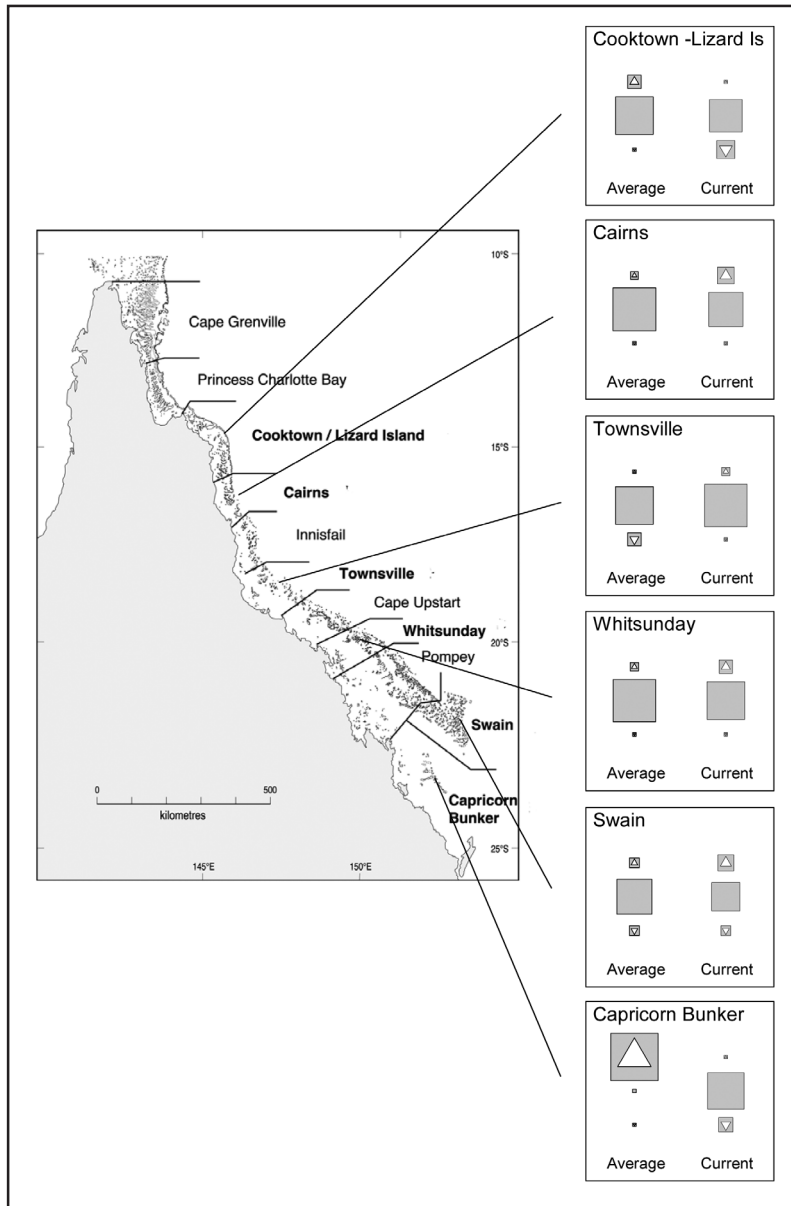 Cooktown -Lizard Is
Average Current
Cairns
Average Current
Townsville
Average Current
Whitsunday
Average Current
Swain
Average Current
Capricorn Bunker
Average Current
10°S
Cape Grenville
Princess Charlotte Bay
Cooktown / Lizard Island
15°S
Cairns
Innisfail
Townsville
Cape Upstart
Whitsunday
20°S
Pompey
Swain
0 500
kilometres
Capricorn
Bunker
25°S
145°E 150°E